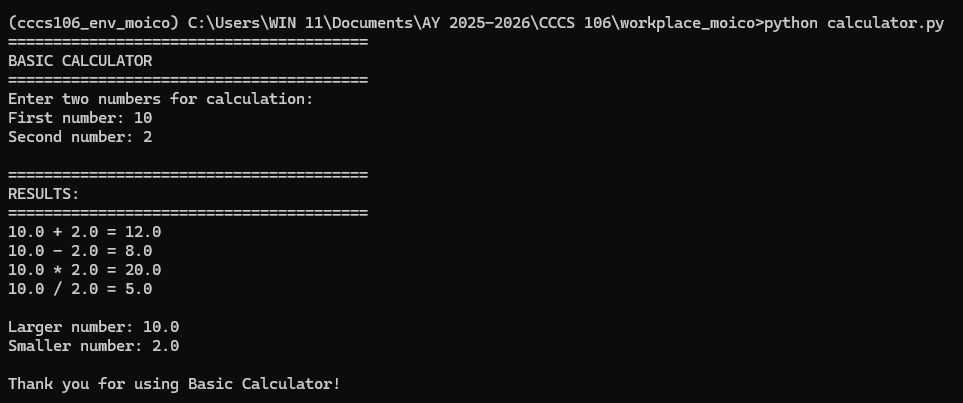 (cccs106_env_moico) C:\Users\WIN 11\Documents\AY 2025-2026\CCCS 106\workplace_moico>python calculator.py
========================================
BASIC CALCULATOR
========================================
Enter two numbers for calculation:
First number: 10
Second number: 2
========================================
RESULTS:
========================================
10.0 + 2.0 = 12.0
10.0 - 2.0 = 8.0
10.0 * 2.0 = 20.0
10.0 / 2.0 = 5.0
Larger number: 10.0
Smaller number: 2.0
Thank you for using Basic Calculator!